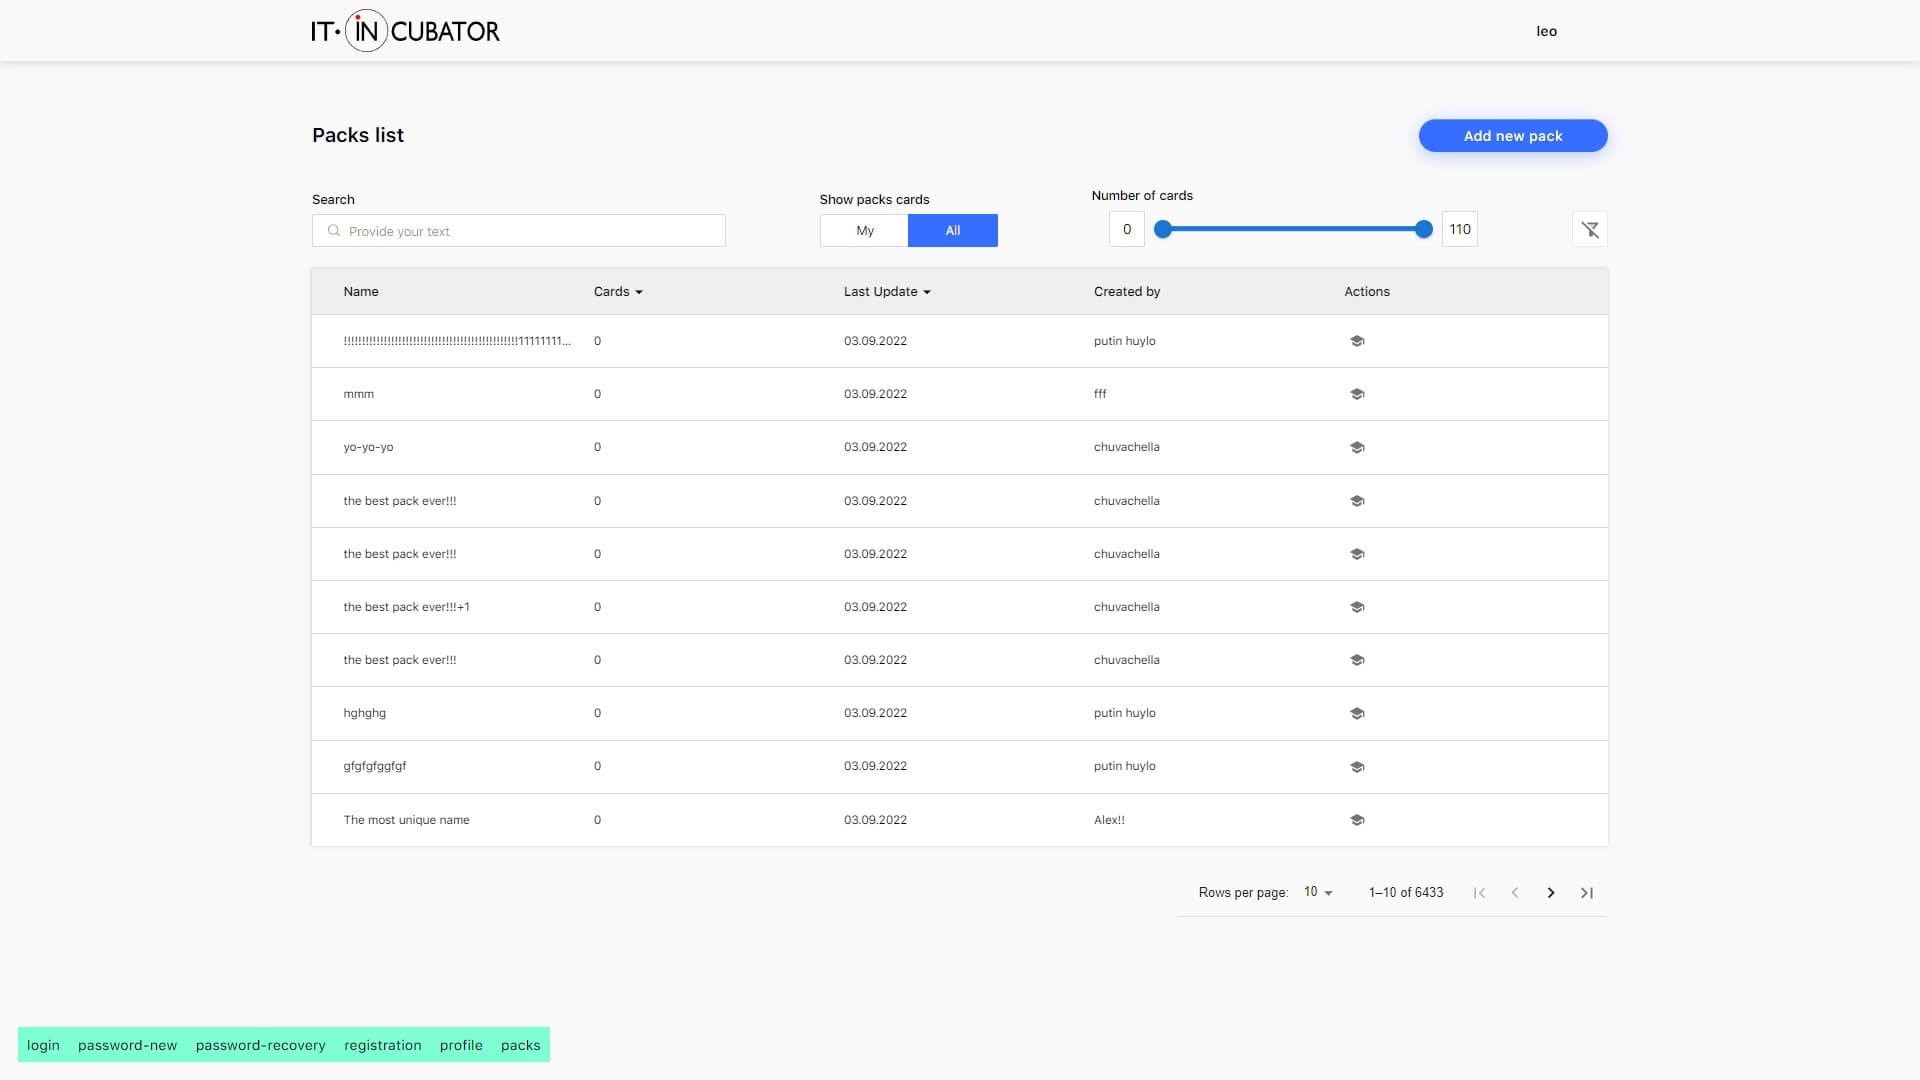 IT·INCUBATOR
leo
Packs list
Add new pack
Search
Show packs cards
Number of cards
Provide your text
My
All
0
110
Name Cards Last Update Created by Actions
!!!!!!!!!!!!!!!!!!!!!!!!!!!!!!!!!!!!!!!!!!!!!!!!11111111... 0 03.09.2022 putin huylo
mmm 0 03.09.2022 fff
yo-yo-yo 0 03.09.2022 chuvachella
the best pack ever!!! 0 03.09.2022 chuvachella
the best pack ever!!! 0 03.09.2022 chuvachella
the best pack ever!!!+1 0 03.09.2022 chuvachella
the best pack ever!!! 0 03.09.2022 chuvachella
hghghg 0 03.09.2022 putin huylo
gfgfgfggfgf 0 03.09.2022 putin huylo
The most unique name 0 03.09.2022 Alex!!
Rows per page: 10 1–10 of 6433
login password-new password-recovery registration profile packs